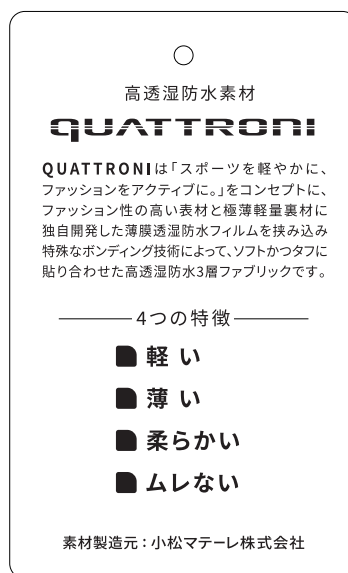 高透湿防水素材
QUATTRONI
QUATTRONIは「スポーツを軽やかに、
ファッションをアクティブに。」をコンセプトに、
ファッション性の高い表材と極薄軽量裏材に
独自開発した薄膜透湿防水フィルムを挟み込み
特殊なボンディング技術によって、ソフトかつタフに
貼り合わせた高透湿防水3層ファブリックです。
4つの特徴
軽い
薄い
柔らかい
ムレない
素材製造元：小松マテーレ株式会社